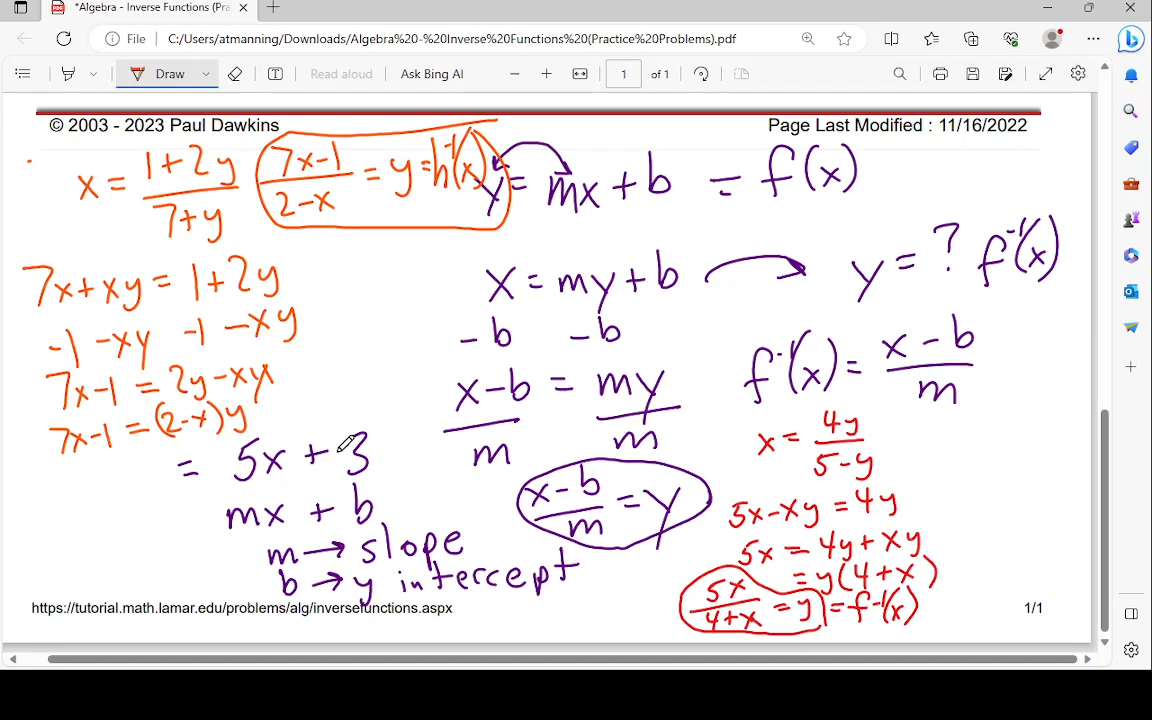 *Algebra - Inverse Functions (Pra
File
C:/Users/atmanning/Downloads/Algebra%20-%20Inverse%20Functions%20(Practice%20Problems).pdf
Draw
Read aloud
Ask Bing AI
1 of 1
© 2003 - 2023 Paul Dawkins
Page Last Modified : 11/16/2022
x = (1+2y)/(7+y)
(7x-1)/(2-x) = y = h⁻¹(x)
7x+xy = 1+2y
-1 -xy -1 -xy
7x-1 = 2y-xy
7x-1 = (2-x)y
y = mx + b = f(x)
x = my + b
y = ? f⁻¹(x)
-b -b
(x-b)/m = my/m
f⁻¹(x) = (x-b)/m
(x-b)/m = y
= 5x + 3
mx + b
m → slope
b → y intercept
x = 4y/(5-y)
5x-xy = 4y
5x = 4y+xy
= y(4+x)
5x/(4+x) = y = f⁻¹(x)
https://tutorial.math.lamar.edu/problems/alg/inversefunctions.aspx
1/1